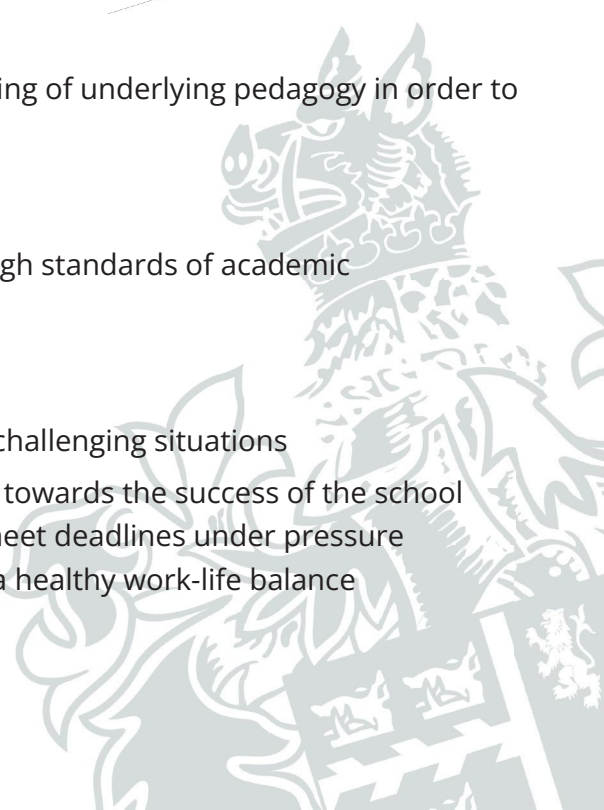 ing of underlying pedagogy in order to
gh standards of academic
challenging situations
towards the success of the school
eet deadlines under pressure
a healthy work-life balance